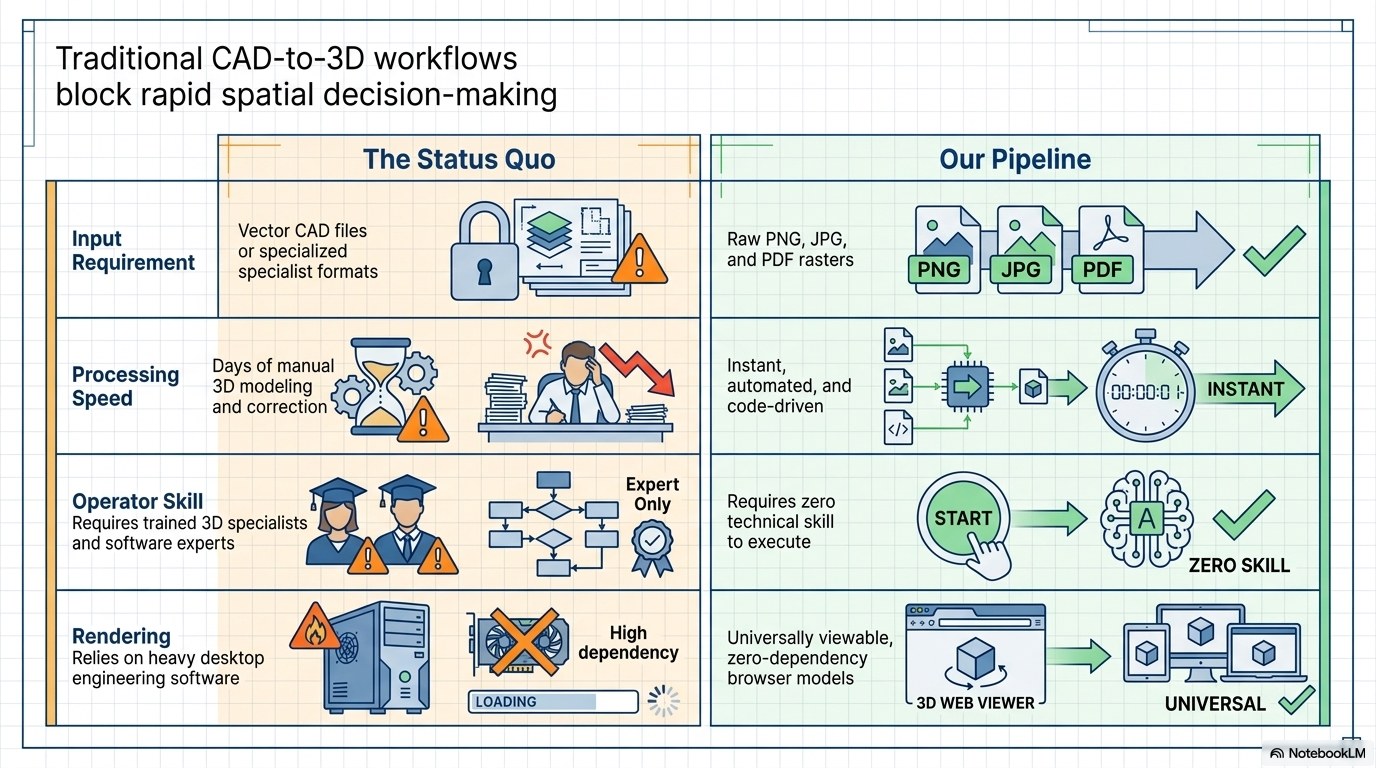 Traditional CAD-to-3D workflows
block rapid spatial decision-making
The Status Quo
Our Pipeline
Input
Requirement
Vector CAD files
or specialized
specialist formats
Raw PNG, JPG,
and PDF rasters
PNG
JPG
PDF
Processing
Speed
Days of manual
3D modeling
and correction
Instant,
automated, and
code-driven
</>
00:00:01
INSTANT
Operator Skill
Requires trained 3D specialists
and software experts
Expert
Only
Requires zero
technical skill
to execute
START
A
ZERO SKILL
Rendering
Relies on heavy desktop
engineering software
High
dependency
LOADING
Universally viewable,
zero-dependency
browser models
3D WEB VIEWER
UNIVERSAL
NotebookLM